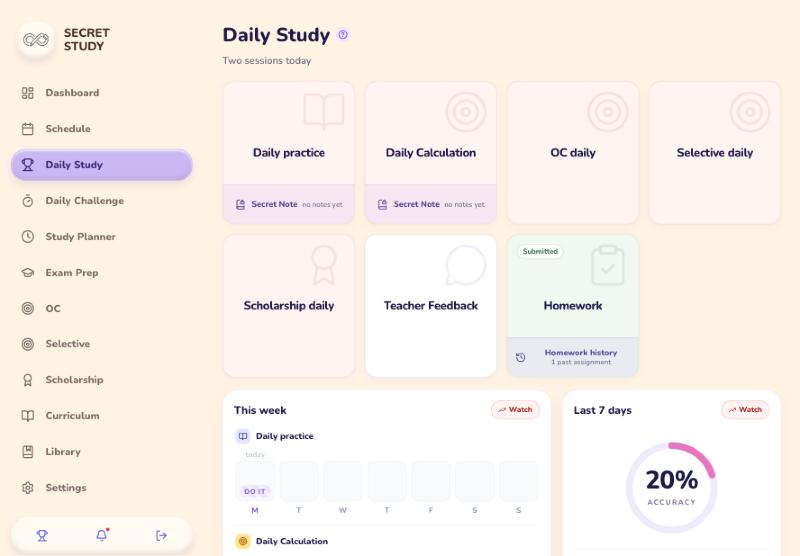 SECRET
STUDY
Dashboard
Schedule
Daily Study
Daily Challenge
Study Planner
Exam Prep
OC
Selective
Scholarship
Curriculum
Library
Settings
Daily Study
Two sessions today
Daily practice
Secret Note no notes yet
Daily Calculation
Secret Note no notes yet
OC daily
Selective daily
Scholarship daily
Teacher Feedback
Submitted
Homework
Homework history
1 past assignment
This week
Watch
Daily practice
today
DO IT
M T W T F S S
Daily Calculation
Last 7 days
Watch
20%
ACCURACY